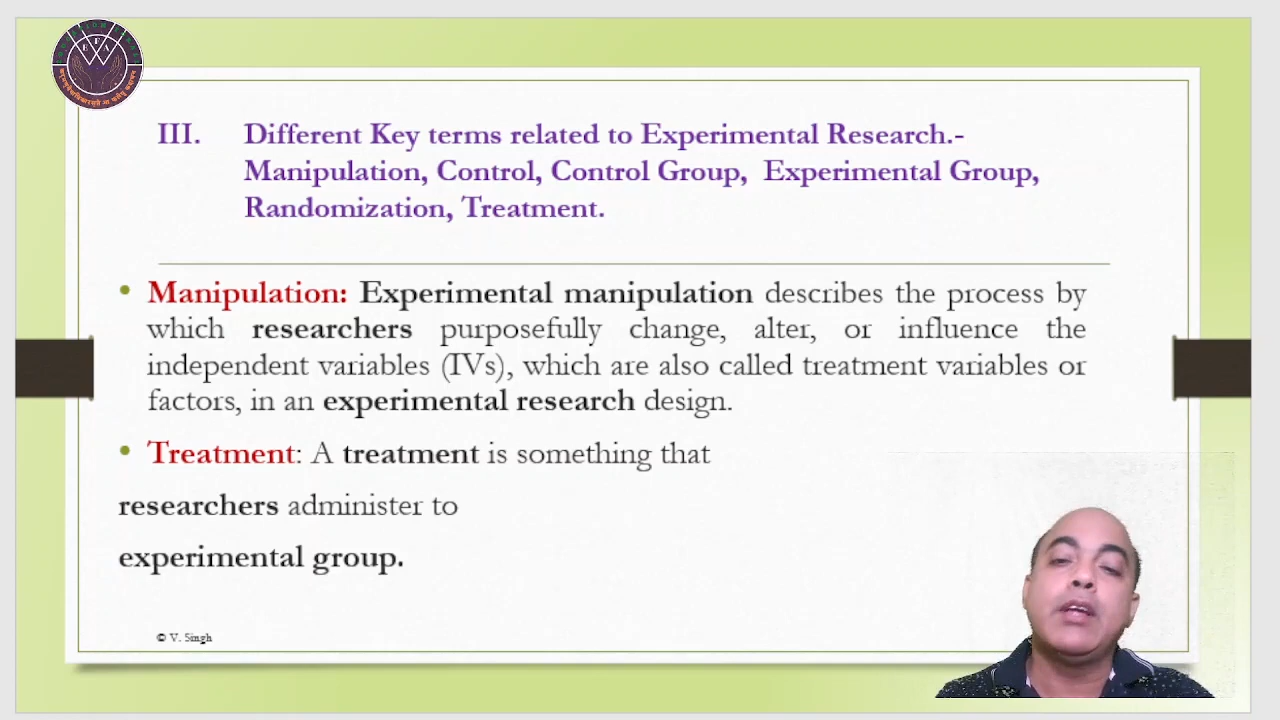 EFA
III. Different Key terms related to Experimental Research.-
Manipulation, Control, Control Group, Experimental Group,
Randomization, Treatment.
• Manipulation: Experimental manipulation describes the process by
which researchers purposefully change, alter, or influence the
independent variables (IVs), which are also called treatment variables or
factors, in an experimental research design.
• Treatment: A treatment is something that
researchers administer to
experimental group.
© V. Singh